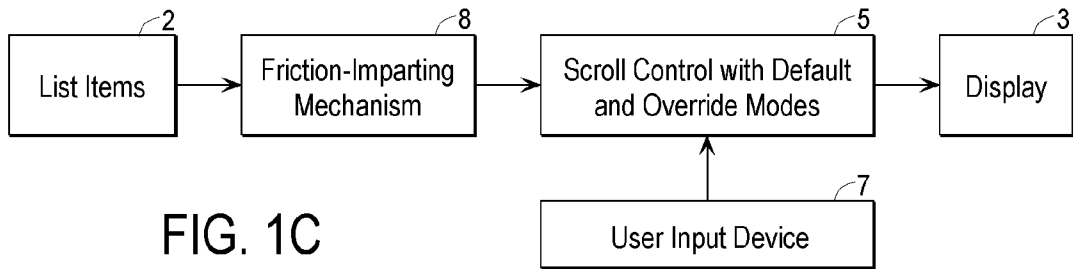 2
8
5
3
List Items
Friction-Imparting
Mechanism
Scroll Control with Default
and Override Modes
Display
7
User Input Device
FIG. 1C